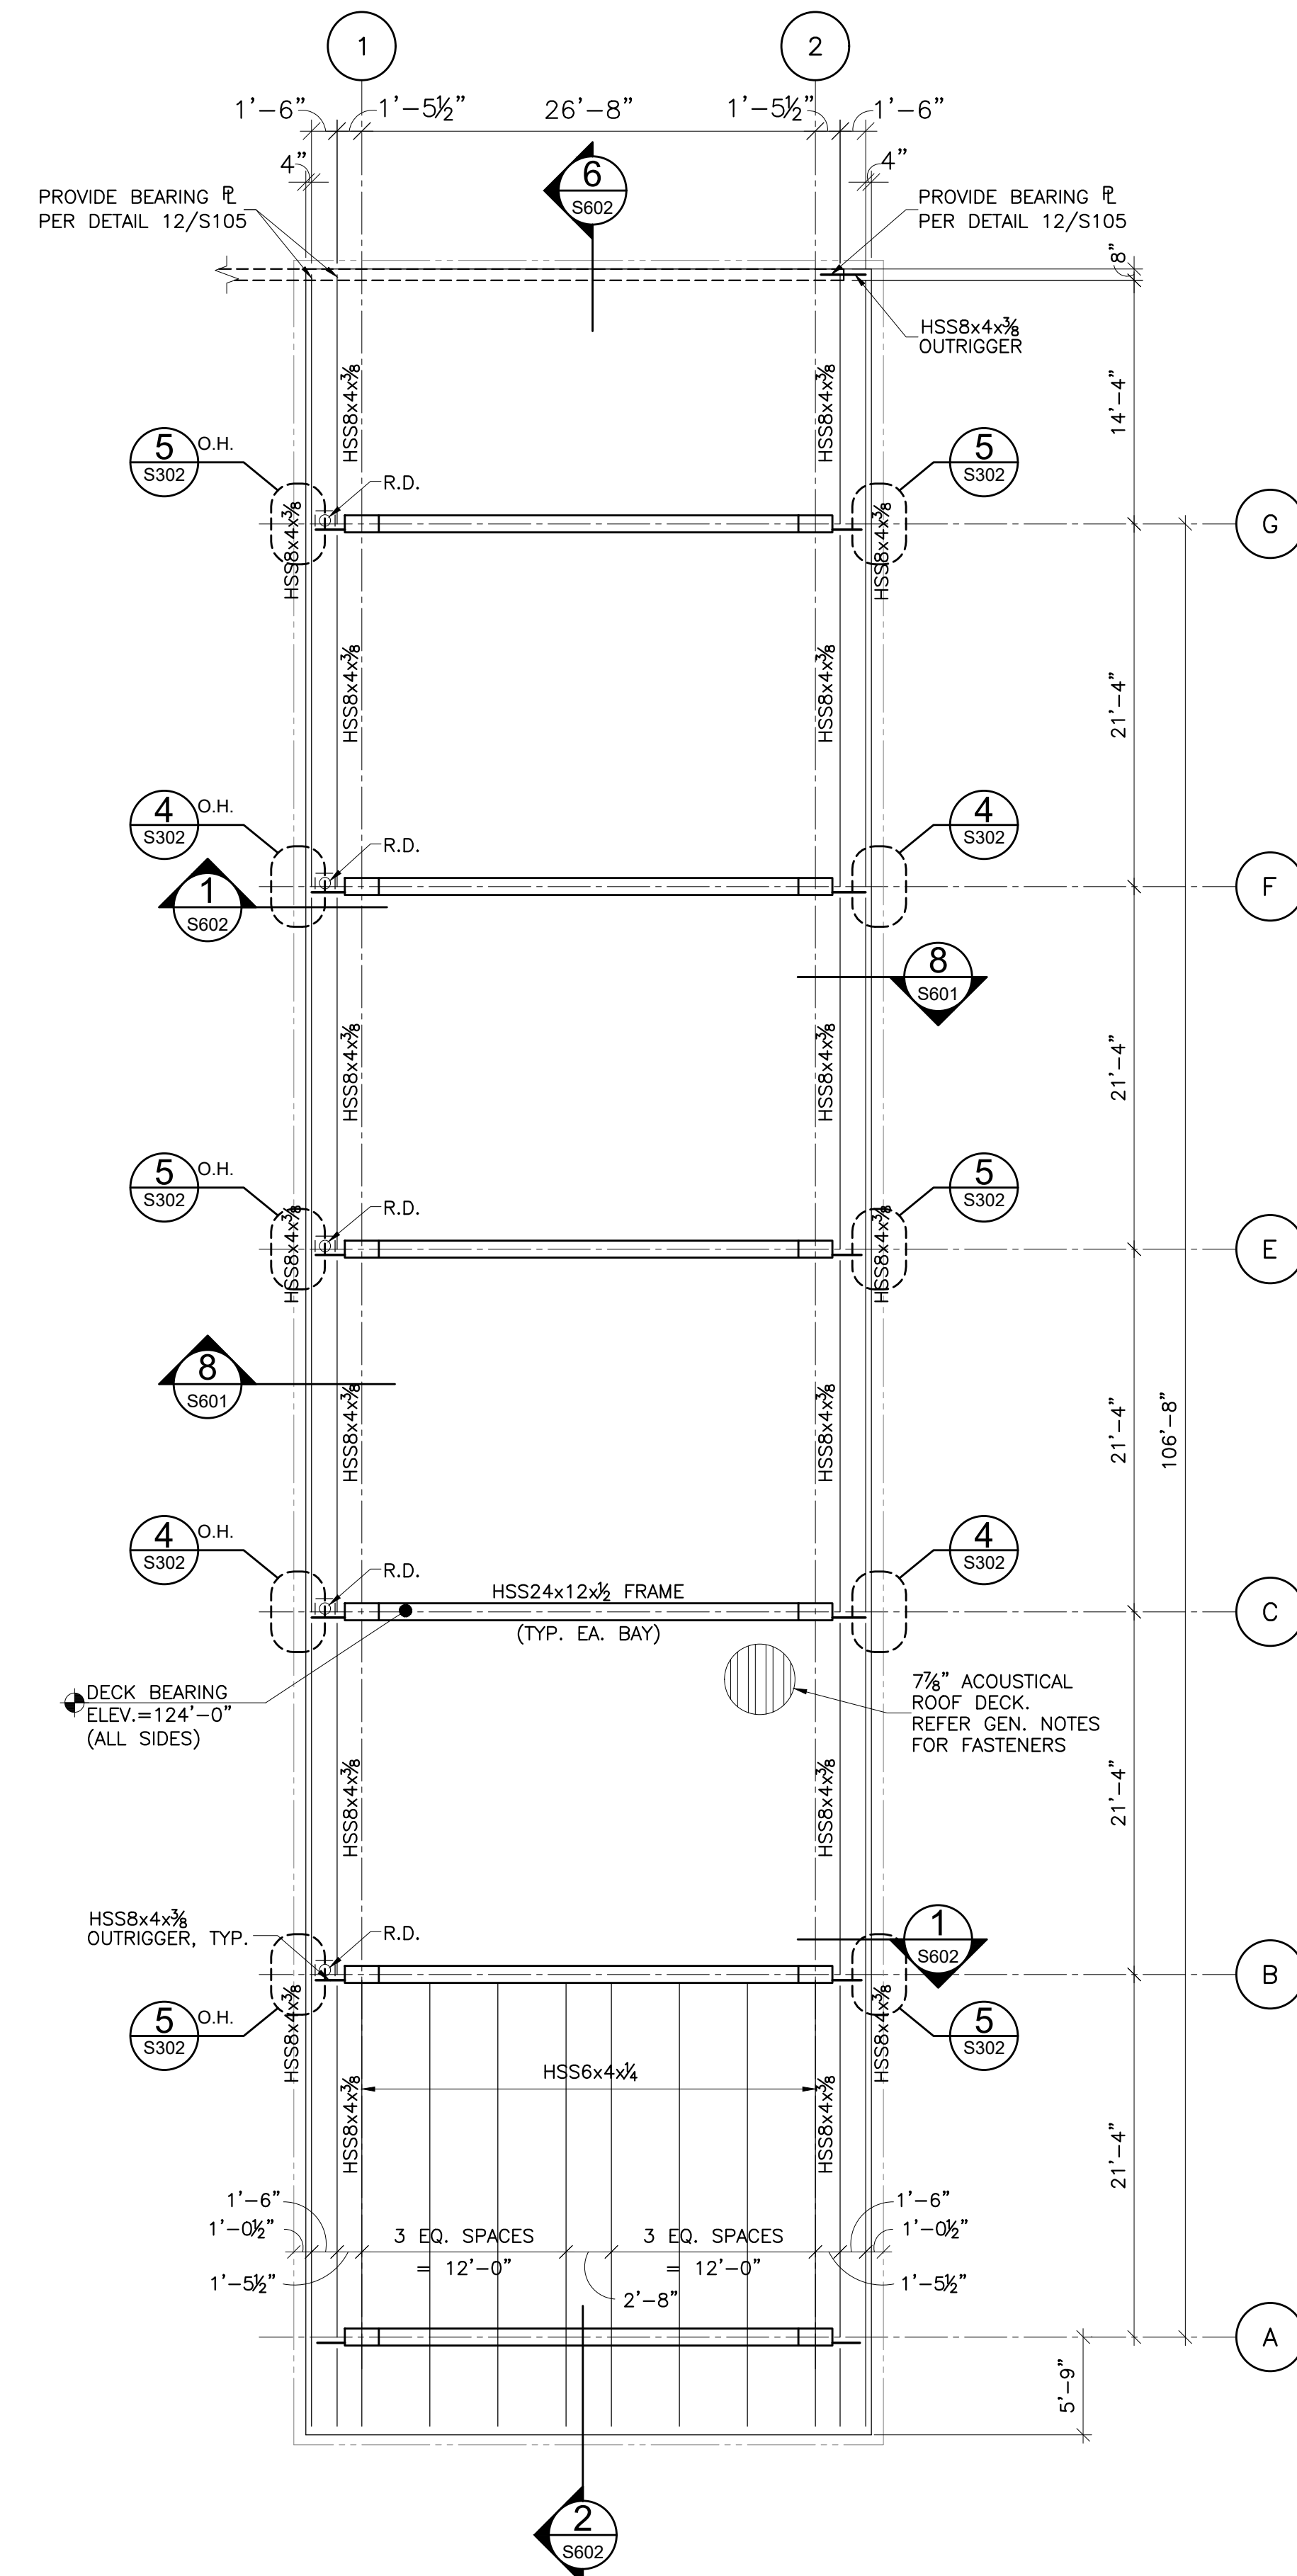 1
2
1'-6"
1'-5½"
26'-8"
1'-5½"
1'-6"
4"
4"
6
S602
PROVIDE BEARING ℄
PER DETAIL 12/S105
PROVIDE BEARING ℄
PER DETAIL 12/S105
8"
HSS8x4x⅜
OUTRIGGER
HSS8x4x⅜
HSS8x4x⅜
14'-4"
5
S302
O.H.
R.D.
5
S302
HSS8x4x⅜
HSS8x4x⅜
G
HSS8x4x⅜
HSS8x4x⅜
21'-4"
4
S302
O.H.
R.D.
4
S302
1
S602
F
8
S601
HSS8x4x⅜
HSS8x4x⅜
21'-4"
5
S302
O.H.
R.D.
5
S302
HSS8x4x⅜
HSS8x4x⅜
E
8
S601
HSS8x4x⅜
HSS8x4x⅜
21'-4"
106'-8"
4
S302
O.H.
R.D.
4
S302
HSS24x12x½ FRAME
(TYP. EA. BAY)
C
DECK BEARING
ELEV.=124'-0"
(ALL SIDES)
7⅞" ACOUSTICAL
ROOF DECK.
REFER GEN. NOTES
FOR FASTENERS
HSS8x4x⅜
HSS8x4x⅜
21'-4"
HSS8x4x⅜
OUTRIGGER, TYP.
R.D.
1
S602
B
5
S302
O.H.
5
S302
HSS8x4x⅜
HSS8x4x⅜
HSS6x4x¼
HSS8x4x⅜
HSS8x4x⅜
21'-4"
1'-6"
1'-0½"
1'-5½"
3 EQ. SPACES
= 12'-0"
2'-8"
3 EQ. SPACES
= 12'-0"
1'-6"
1'-0½"
1'-5½"
A
5'-9"
2
S602